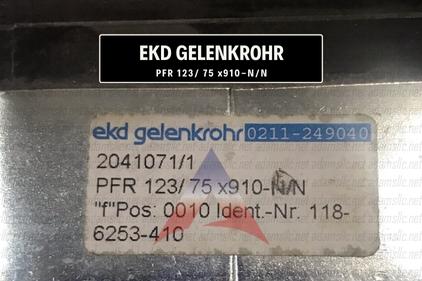 EKD GELENKROHR
PFR 123/ 75 x910-N/N
ekd gelenkrohr 0211-249040
2041071/1
PFR 123/ 75 x910-N/N
"f"Pos: 0010 Ident.-Nr. 118-
6253-410